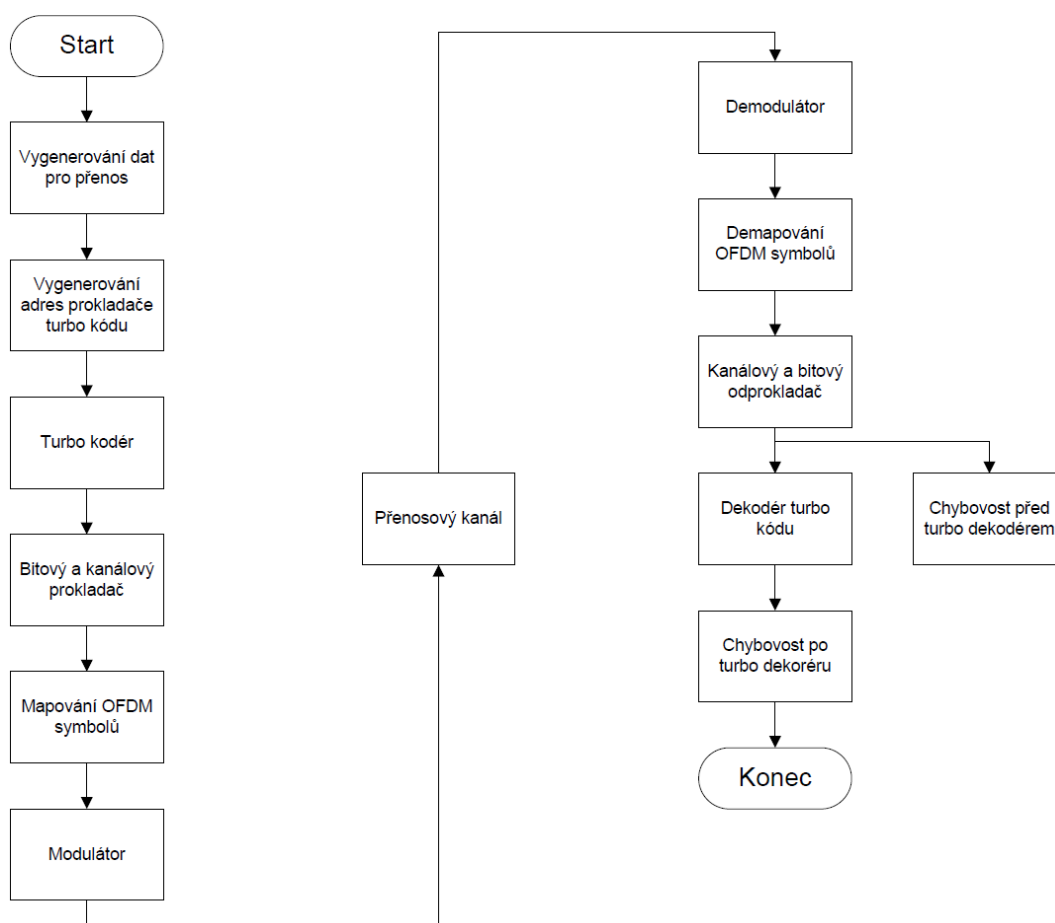 Start
Vygenerování dat
pro přenos
Vygenerování
adres prokladače
turbo kódu
Turbo kodér
Bitový a kanálový
prokladač
Mapování OFDM
symbolů
Modulátor
Přenosový kanál
Demodulátor
Demapování
OFDM symbolů
Kanálový a bitový
odprokladač
Dekodér turbo
kódu
Chybovost před
turbo dekodérem
Chybovost po
turbo dekoréru
Konec